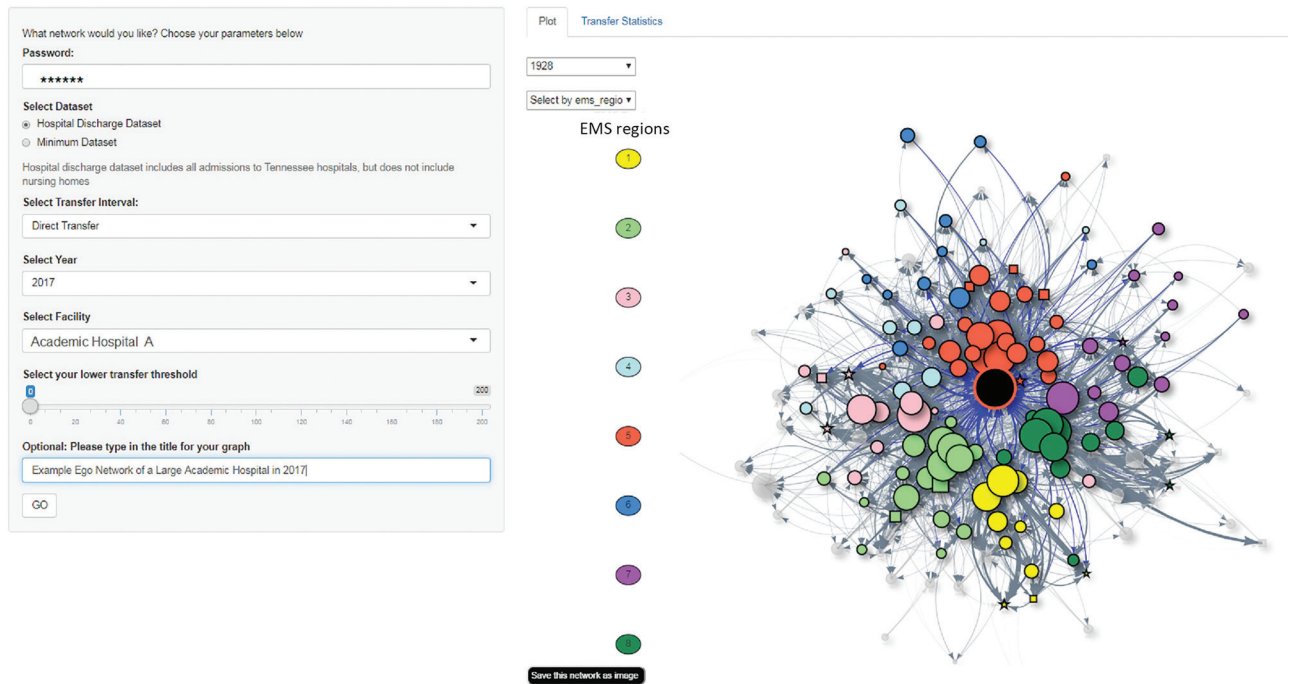 What network would you like? Choose your parameters below
Password:
******
Select Dataset
Hospital Discharge Dataset
Minimum Dataset
Hospital discharge dataset includes all admissions to Tennessee hospitals, but does not include
nursing homes
Select Transfer Interval:
Direct Transfer
Select Year
2017
Select Facility
Academic Hospital A
Select your lower transfer threshold
0 200
0 20 40 60 80 100 120 140 160 180 200
Optional: Please type in the title for your graph
Example Ego Network of a Large Academic Hospital in 2017
GO
Plot Transfer Statistics
1928
Select by ems_regio
EMS regions
1
2
3
4
5
6
7
8
Save this network as image